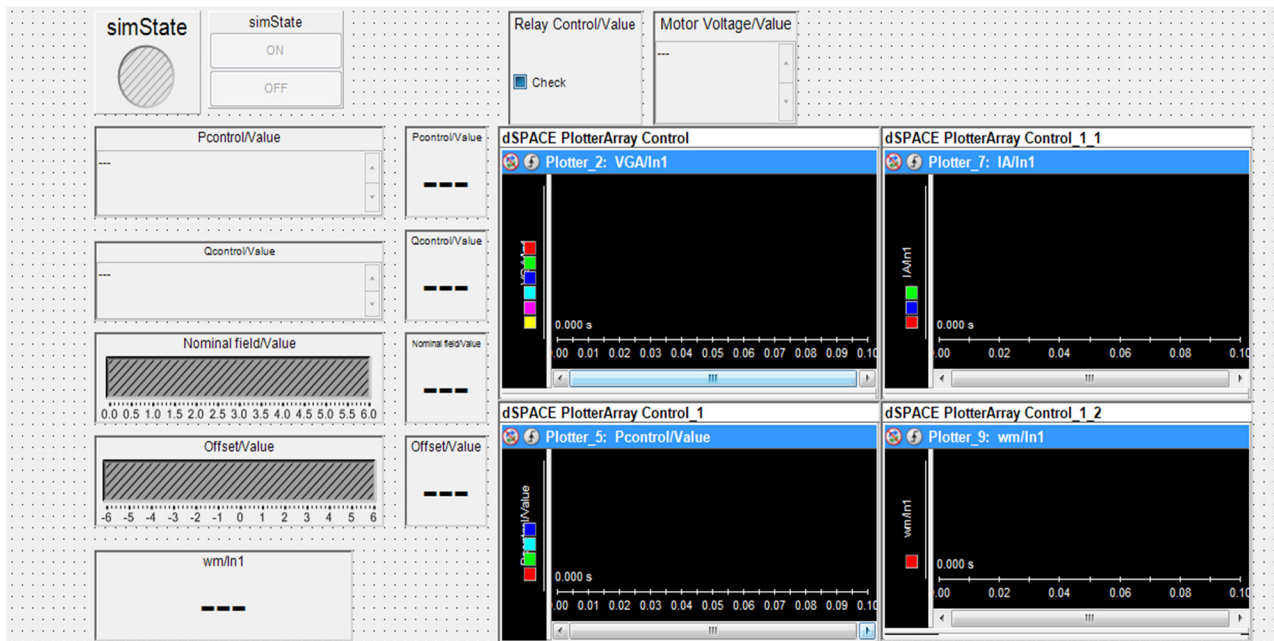 simState
simState
ON
OFF
Relay Control/Value
Check
Motor Voltage/Value
---
Pcontrol/Value
---
Pcontrol/Value
---
Qcontrol/Value
---
Qcontrol/Value
---
Nominal field/Value
0.0 0.5 1.0 1.5 2.0 2.5 3.0 3.5 4.0 4.5 5.0 5.5 6.0
Nominal field/Value
---
Offset/Value
-6 -5 -4 -3 -2 -1 0 1 2 3 4 5 6
Offset/Value
---
wm/In1
---
dSPACE PlotterArray Control
Plotter_2: VGA/In1
0.000 s
.00 0.01 0.02 0.03 0.04 0.05 0.06 0.07 0.08 0.09 0.10
dSPACE PlotterArray Control_1_1
Plotter_7: IA/In1
IA/In1
0.000 s
.00 0.02 0.04 0.06 0.08 0.10
dSPACE PlotterArray Control_1
Plotter_5: Pcontrol/Value
Pcontrol/Value
0.000 s
.00 0.01 0.02 0.03 0.04 0.05 0.06 0.07 0.08 0.09 0.10
dSPACE PlotterArray Control_1_2
Plotter_9: wm/In1
wm/In1
0.000 s
.00 0.02 0.04 0.06 0.08 0.10